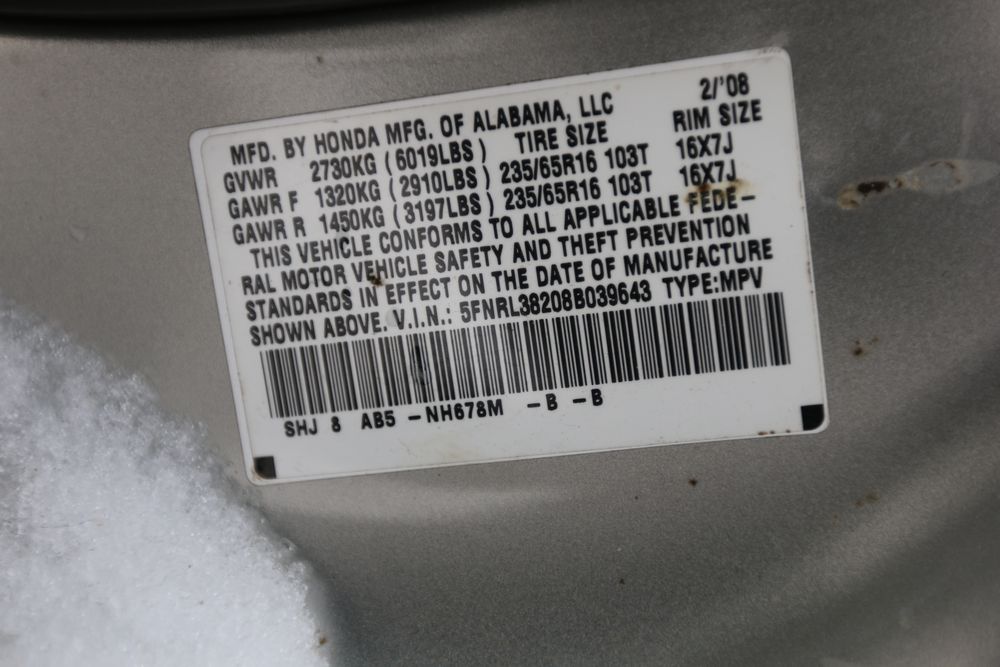 2/'08
MFD. BY HONDA MFG. OF ALABAMA, LLC RIM SIZE
GVWR 2730KG (6019LBS) TIRE SIZE
GAWR F 1320KG (2910LBS) 235/65R16 103T 16X7J
GAWR R 1450KG (3197LBS) 235/65R16 103T 16X7J
THIS VEHICLE CONFORMS TO ALL APPLICABLE FEDE-
RAL MOTOR VEHICLE SAFETY AND THEFT PREVENTION
STANDARDS IN EFFECT ON THE DATE OF MANUFACTURE
SHOWN ABOVE. V.I.N.: 5FNRL38208B039643 TYPE:MPV
SHJ 8 AB5 -NH678M -B -B